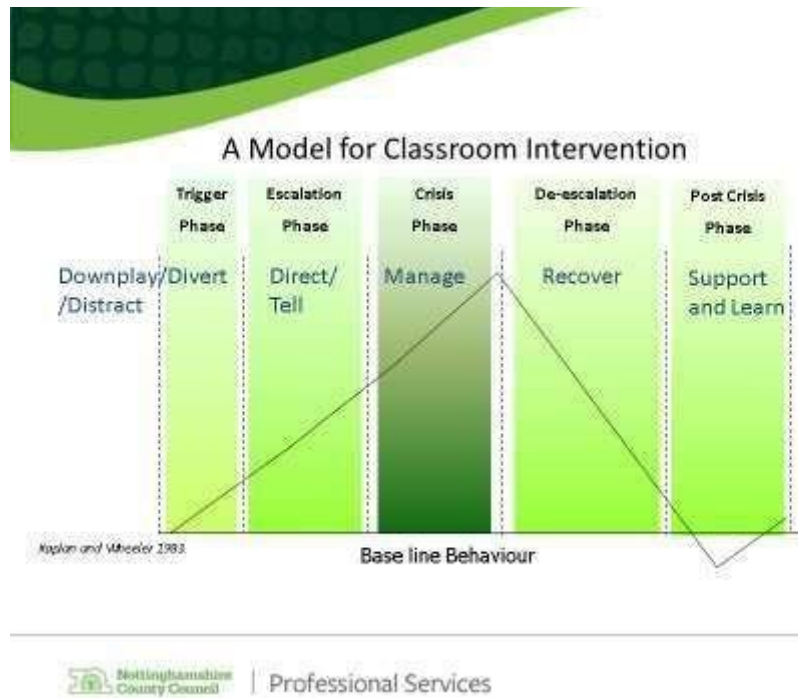 A Model for Classroom Intervention
Trigger
Phase
Escalation
Phase
Crisis
Phase
De-escalation
Phase
Post Crisis
Phase
Downplay/Divert
/Distract
Direct/
Tell
Manage
Recover
Support
and Learn
Kaplan and Wheeler 1983
Base line Behaviour
Nottinghamshire
County Council
Professional Services